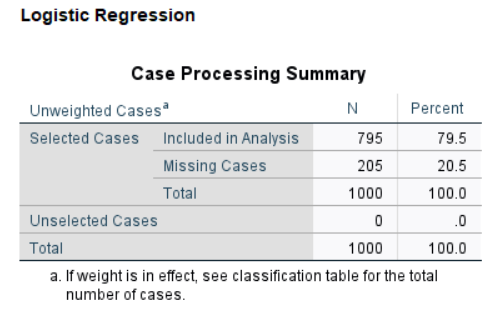 Logistic Regression
Case Processing Summary
Unweighted Cases^a N Percent
Selected Cases Included in Analysis 795 79.5
Missing Cases 205 20.5
Total 1000 100.0
Unselected Cases 0 .0
Total 1000 100.0
a. If weight is in effect, see classification table for the total
number of cases.